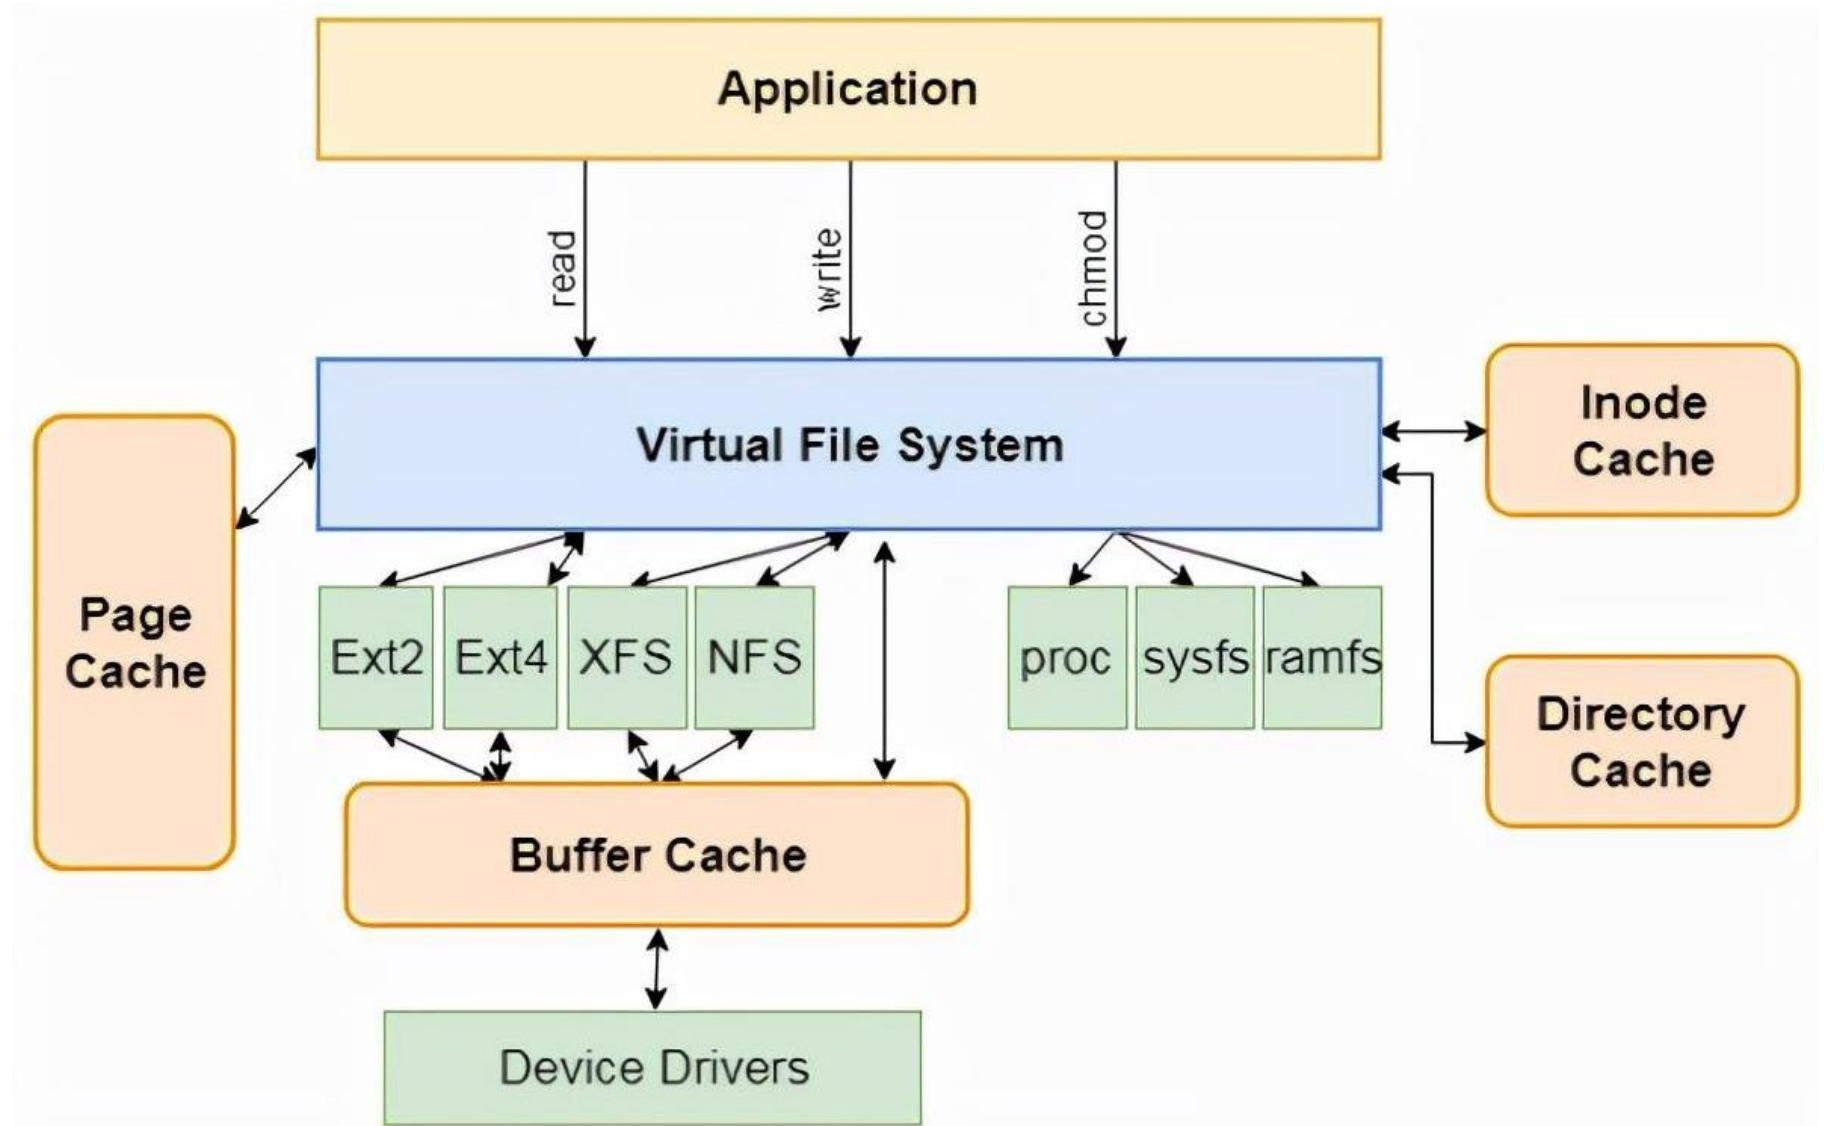 Application
read
write
chmod
Virtual File System
Inode
Cache
Page
Cache
Ext2
Ext4
XFS
NFS
proc
sysfs
ramfs
Directory
Cache
Buffer Cache
Device Drivers